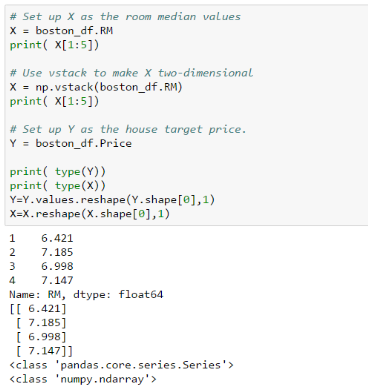 # Set up X as the room median values
X = boston_df.RM
print( X[1:5])
# Use vstack to make X two-dimensional
X = np.vstack(boston_df.RM)
print( X[1:5])
# Set up Y as the house target price.
Y = boston_df.Price
print( type(Y))
print( type(X))
Y=Y.values.reshape(Y.shape[0],1)
X=X.reshape(X.shape[0],1)
1    6.421
2    7.185
3    6.998
4    7.147
Name: RM, dtype: float64
[[ 6.421]
 [ 7.185]
 [ 6.998]
 [ 7.147]]
<class 'pandas.core.series.Series'>
<class 'numpy.ndarray'>